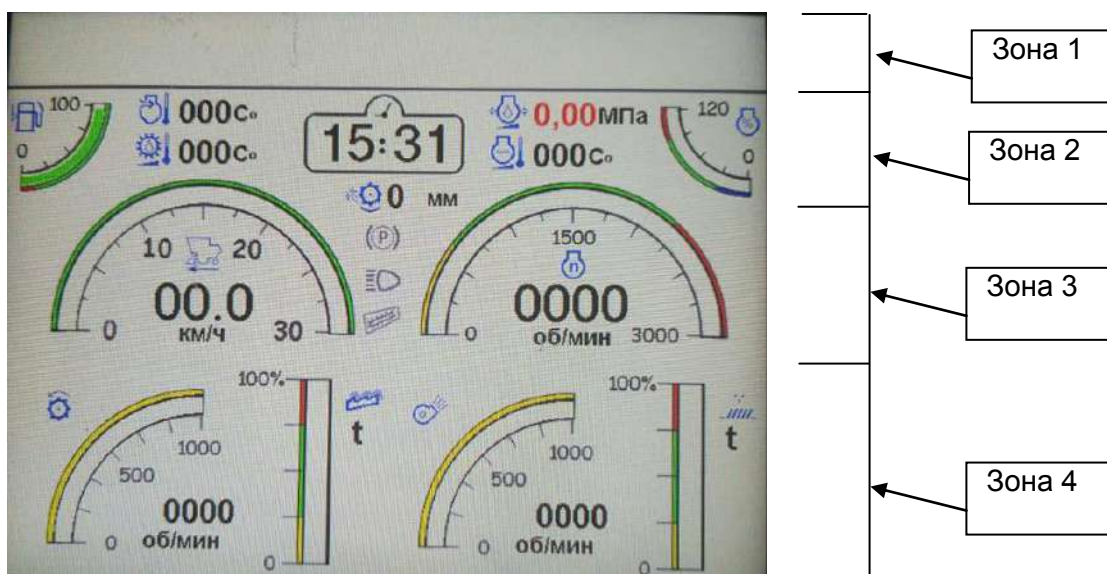 Зона 1
100 000С° 0,00МПа 120 %
15:31
0 000С° 000С° 0
Зона 2
0 мм
(P)
10 20 1500
n
Зона 3
00.0 0000
км/ч об/мин
0 30 0 3000
100% 100%
t t
1000 1000
500 500
Зона 4
0000 0000
об/мин об/мин
0 0 0 0